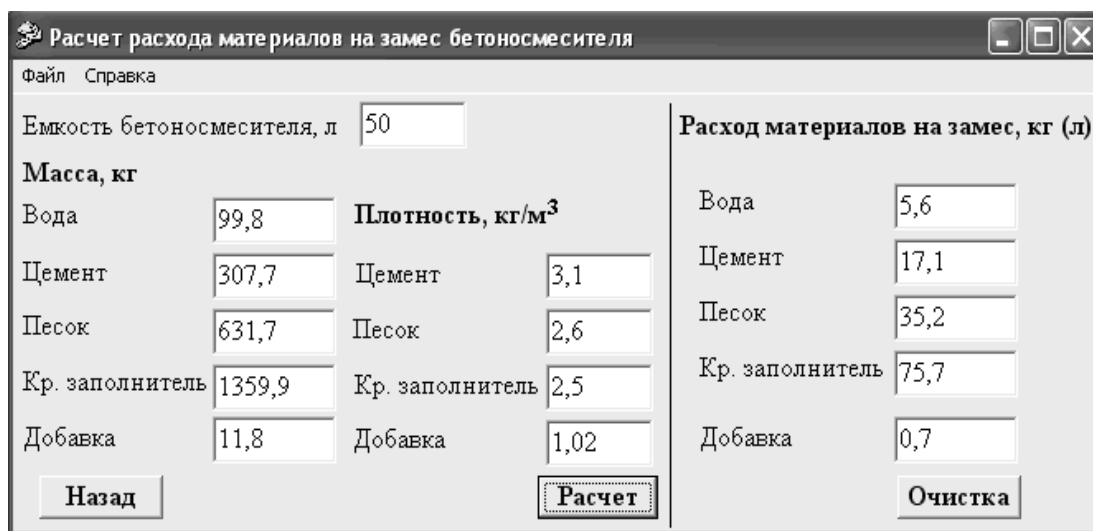 Расчет расхода материалов на замес бетоносмесителя
Файл Справка
Емкость бетоносмесителя, л 50
Масса, кг
Вода 99,8
Цемент 307,7
Песок 631,7
Кр. заполнитель 1359,9
Добавка 11,8
Назад
Плотность, кг/м³
Цемент 3,1
Песок 2,6
Кр. заполнитель 2,5
Добавка 1,02
Расчет
Расход материалов на замес, кг (л)
Вода 5,6
Цемент 17,1
Песок 35,2
Кр. заполнитель 75,7
Добавка 0,7
Очистка